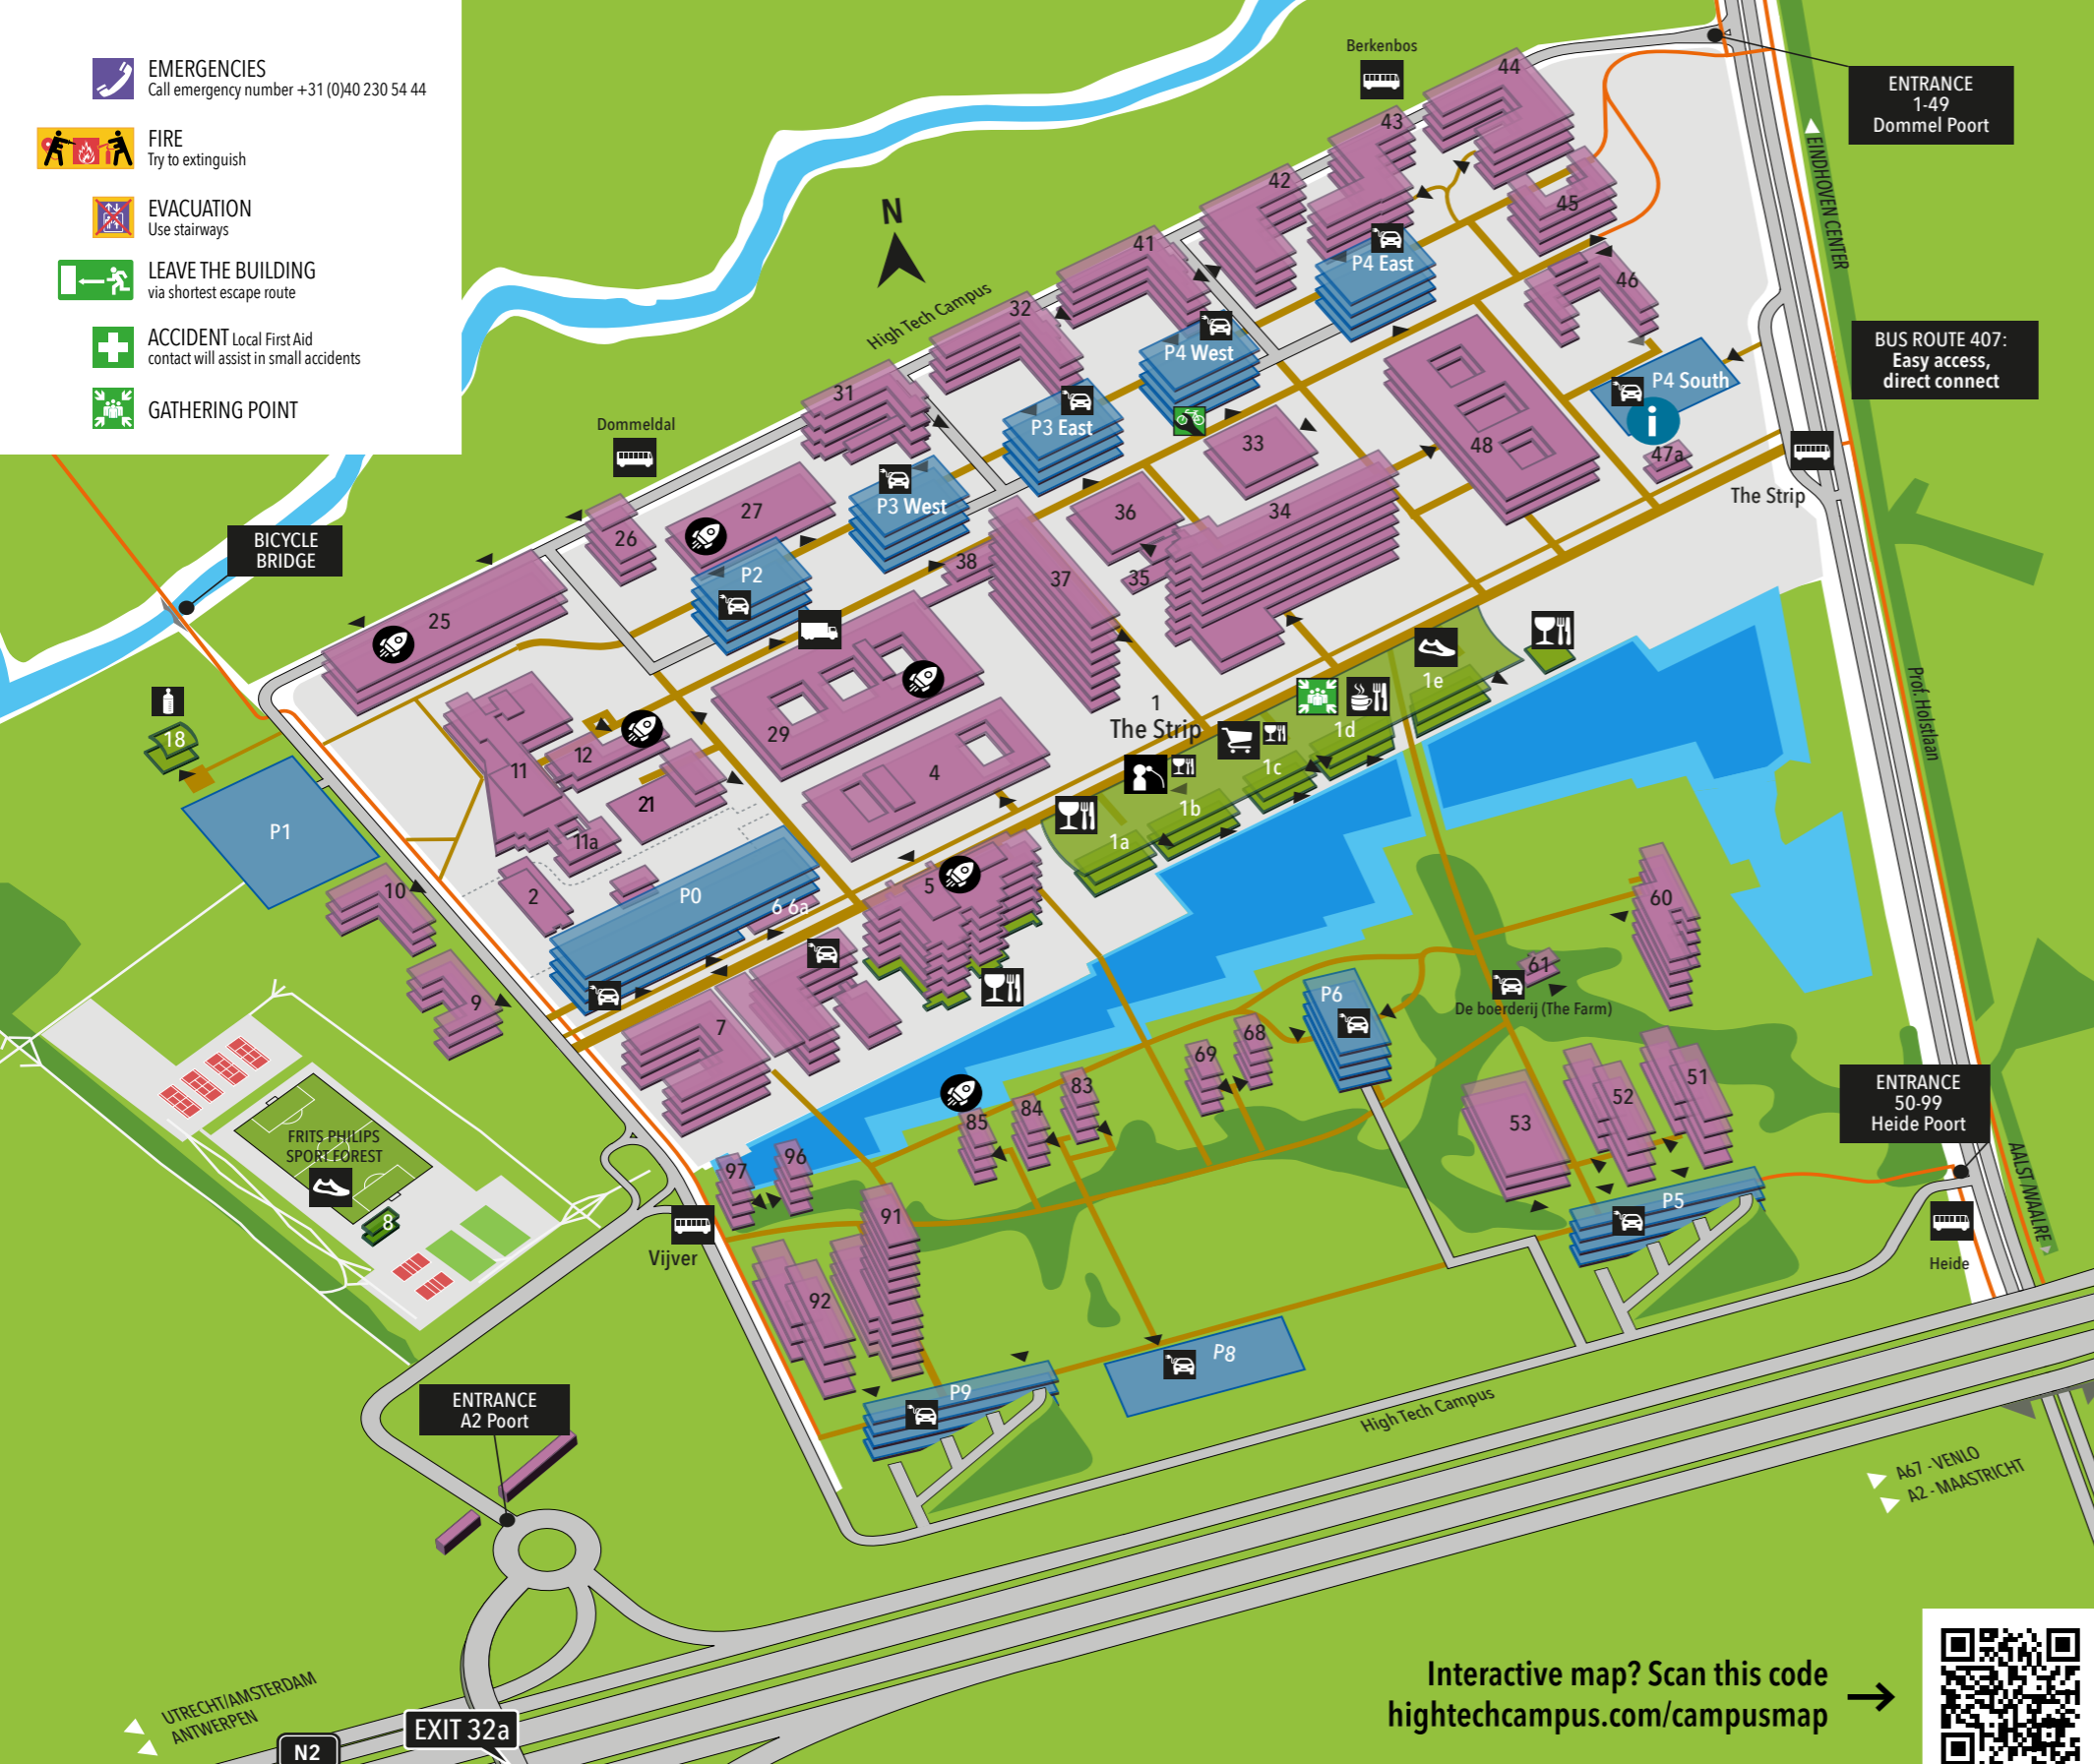 EMERGENCIES
Call emergency number +31 (0)40 230 54 44
FIRE
Try to extinguish
EVACUATION
Use stairways
LEAVE THE BUILDING
via shortest escape route
ACCIDENT Local First Aid
contact will assist in small accidents
GATHERING POINT
N
Berkenbos
44
43
42
41
45
46
P4 East
ENTRANCE
1-49
Dommel Poort
EINDHOVEN CENTER
High Tech Campus
32
31
P4 West
P3 East
P3 West
P4 South
i
BUS ROUTE 407:
Easy access,
direct connect
Dommeldal
33
48
47a
The Strip
27
26
36
34
35
37
38
P2
BICYCLE
BRIDGE
25
29
4
12
11
11a
21
2
18
P1
10
9
P0
6 6a
5
7
1
The Strip
1a
1b
1c
1d
1e
Prof. Holstlaan
60
61
De boerderij (The Farm)
P6
68
69
83
84
85
53
52
51
P5
ENTRANCE
50-99
Heide Poort
AALST/WAALRE
Heide
FRITS PHILIPS
SPORT FOREST
8
97
96
Vijver
91
92
P9
P8
High Tech Campus
ENTRANCE
A2 Poort
A67 - VENLO
A2 - MAASTRICHT
UTRECHT/AMSTERDAM
ANTWERPEN
N2
EXIT 32a
Interactive map? Scan this code
hightechcampus.com/campusmap